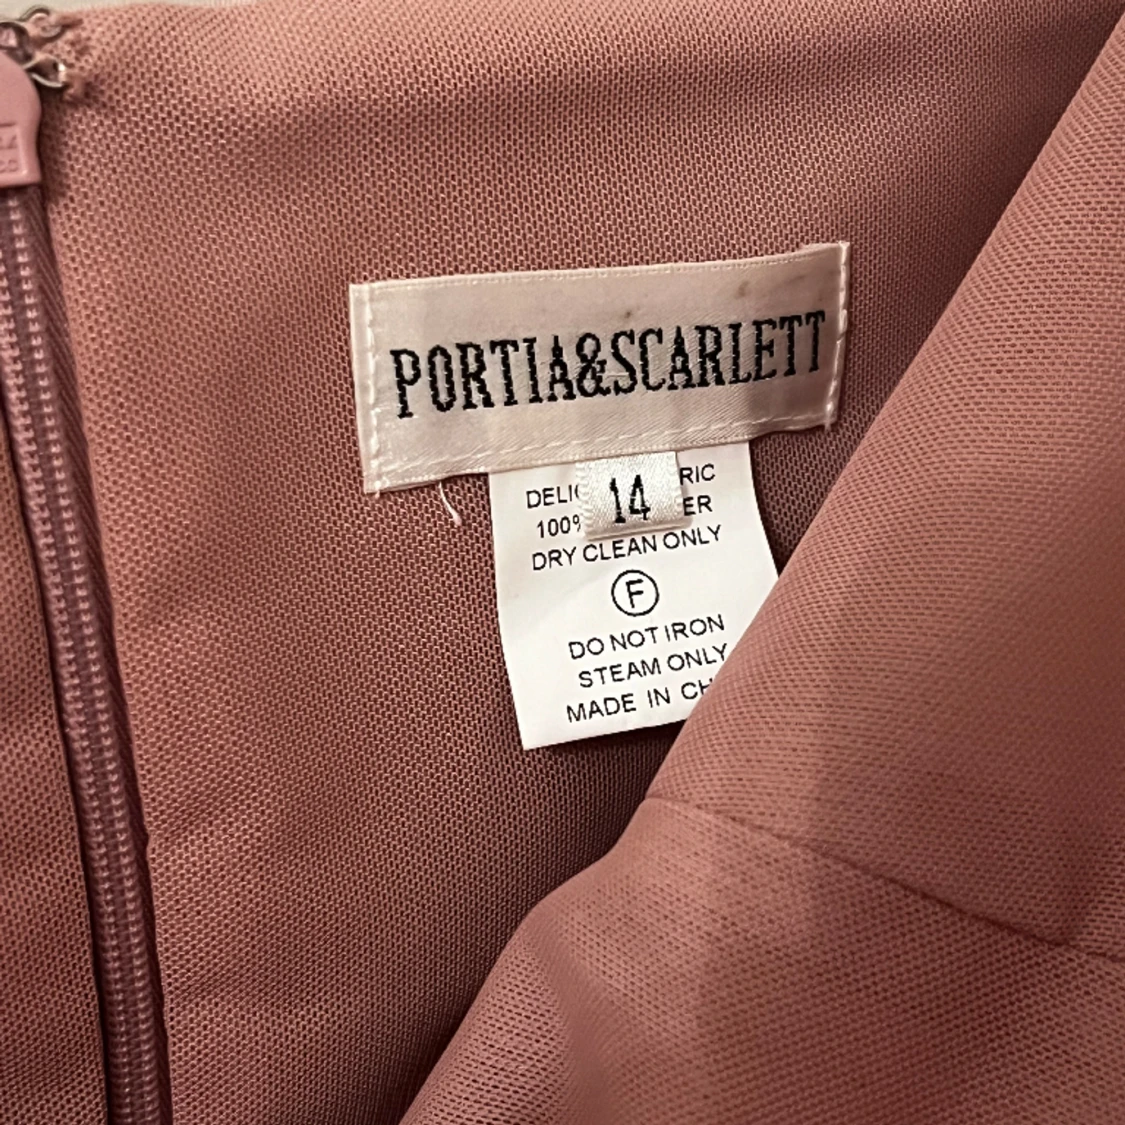 PORTIA&SCARLETT
14
DRY CLEAN ONLY
F
DO NOT IRON
STEAM ONLY
MADE IN